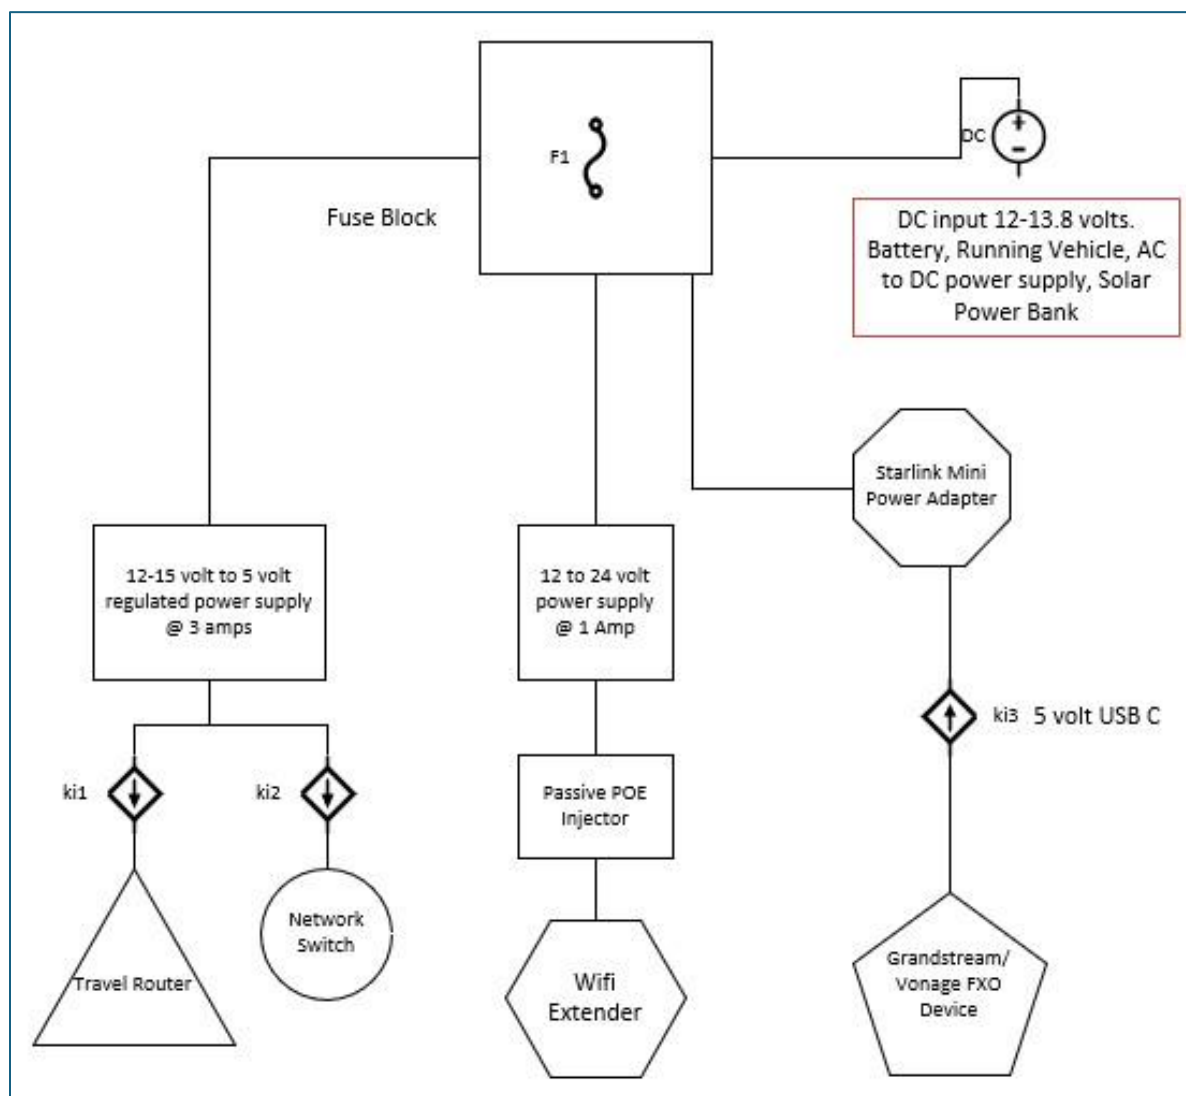 F1
Fuse Block
DC
+
−
DC input 12-13.8 volts.
Battery, Running Vehicle, AC
to DC power supply, Solar
Power Bank
Starlink Mini
Power Adapter
12-15 volt to 5 volt
regulated power supply
@ 3 amps
12 to 24 volt
power supply
@ 1 Amp
ki3 5 volt USB C
ki1
ki2
Passive POE
Injector
Travel Router
Network
Switch
Wifi
Extender
Grandstream/
Vonage FXO
Device